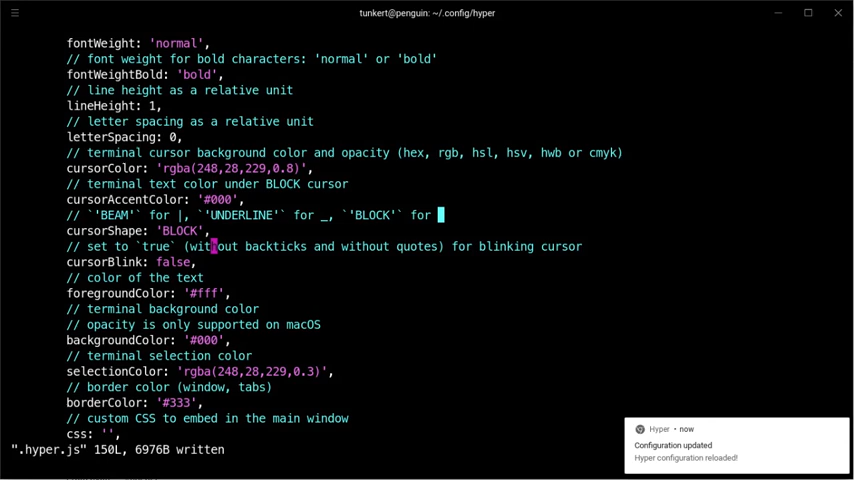 tunkert@penguin: ~/.config/hyper
fontWeight: 'normal',
// font weight for bold characters: 'normal' or 'bold'
fontWeightBold: 'bold',
// line height as a relative unit
lineHeight: 1,
// letter spacing as a relative unit
letterSpacing: 0,
// terminal cursor background color and opacity (hex, rgb, hsl, hsv, hwb or cmyk)
cursorColor: 'rgba(248,28,229,0.8)',
// terminal text color under BLOCK cursor
cursorAccentColor: '#000',
// `'BEAM'` for |, `'UNDERLINE'` for _, `'BLOCK'` for █
cursorShape: 'BLOCK',
// set to `true` (without backticks and without quotes) for blinking cursor
cursorBlink: false,
// color of the text
foregroundColor: '#fff',
// terminal background color
// opacity is only supported on macOS
backgroundColor: '#000',
// terminal selection color
selectionColor: 'rgba(248,28,229,0.3)',
// border color (window, tabs)
borderColor: '#333',
// custom CSS to embed in the main window
css: '',
".hyper.js" 150L, 6976B written
Hyper • now
Configuration updated
Hyper configuration reloaded!